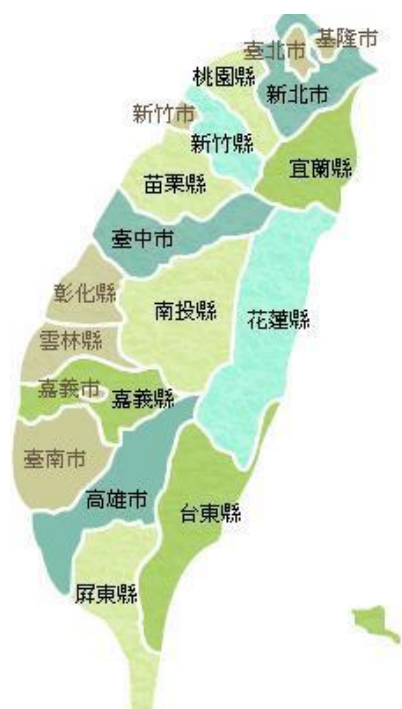 基隆市
臺北市
桃園縣
新北市
新竹市
新竹縣
宜蘭縣
苗栗縣
臺中市
彰化縣
南投縣
花蓮縣
雲林縣
嘉義市
嘉義縣
臺南市
高雄市
台東縣
屏東縣